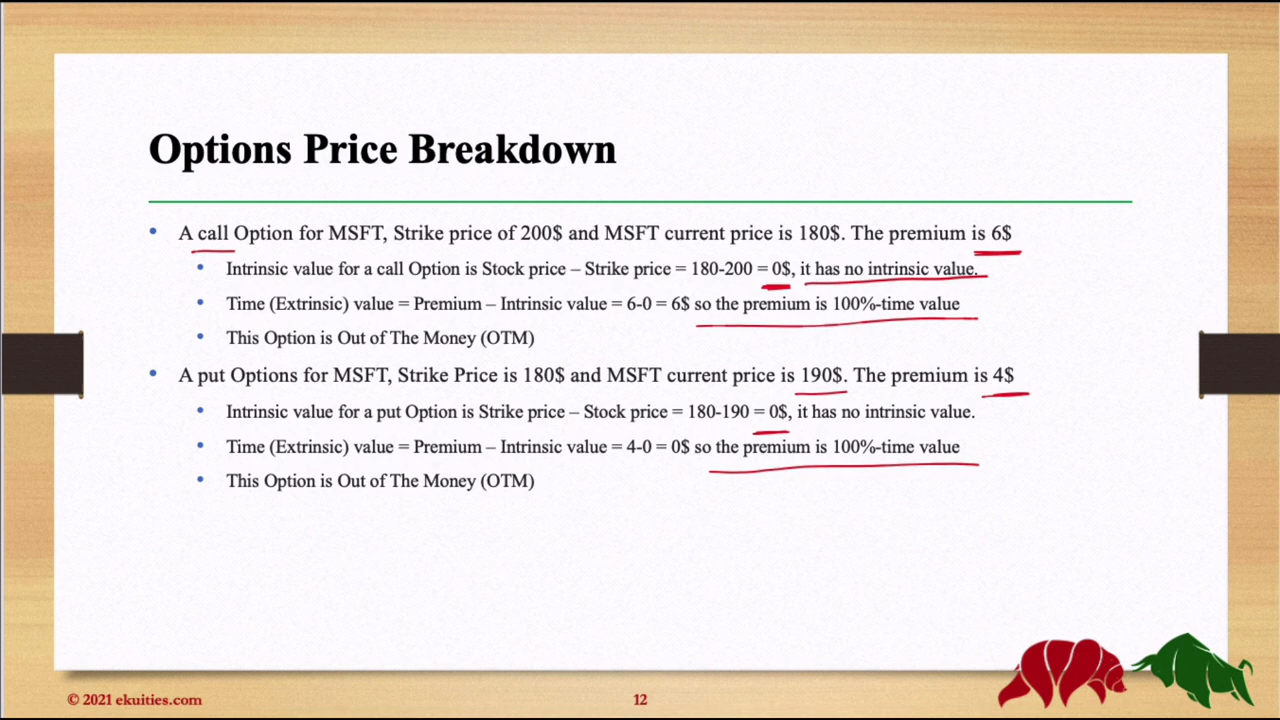 Options Price Breakdown
• A call Option for MSFT, Strike price of 200$ and MSFT current price is 180$. The premium is 6$
• Intrinsic value for a call Option is Stock price – Strike price = 180-200 = 0$, it has no intrinsic value.
• Time (Extrinsic) value = Premium – Intrinsic value = 6-0 = 6$ so the premium is 100%-time value
• This Option is Out of The Money (OTM)
• A put Options for MSFT, Strike Price is 180$ and MSFT current price is 190$. The premium is 4$
• Intrinsic value for a put Option is Strike price – Stock price = 180-190 = 0$, it has no intrinsic value.
• Time (Extrinsic) value = Premium – Intrinsic value = 4-0 = 0$ so the premium is 100%-time value
• This Option is Out of The Money (OTM)
© 2021 ekuities.com
12